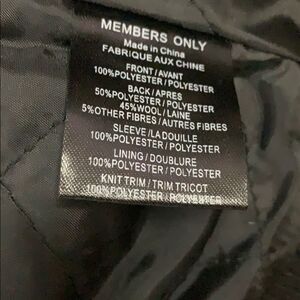 MEMBERS ONLY
Made in China
FABRIQUE AUX CHINE
FRONT/AVANT
100%POLYESTER/POLYESTER
BACK/APRES
50%POLYESTER/POLYESTER
45%WOOL/LAINE
5%OTHER FIBRES/AUTRES FIBRES
SLEEVE/LA DOUILLE
100%POLYESTER/POLYESTER
LINING/DOUBLURE
100%POLYESTER/POLYESTER
KNIT TRIM/TRIM TRICOT
100%POLYESTER/POLYESTER